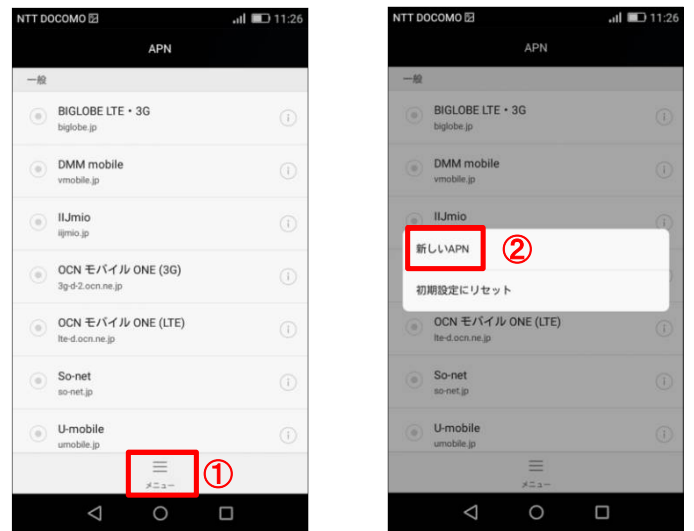 NTT DOCOMO 11:26
APN
一般
BIGLOBE LTE・3G
biglobe.jp
DMM mobile
vmobile.jp
IIJmio
iijmio.jp
OCN モバイル ONE (3G)
3g-d-2.ocn.ne.jp
OCN モバイル ONE (LTE)
lte-d.ocn.ne.jp
So-net
so-net.jp
U-mobile
umobile.jp
メニュー
①
NTT DOCOMO 11:26
APN
一般
BIGLOBE LTE・3G
biglobe.jp
DMM mobile
vmobile.jp
IIJmio
新しいAPN
②
初期設定にリセット
OCN モバイル ONE (LTE)
lte-d.ocn.ne.jp
So-net
so-net.jp
U-mobile
umobile.jp
メニュー